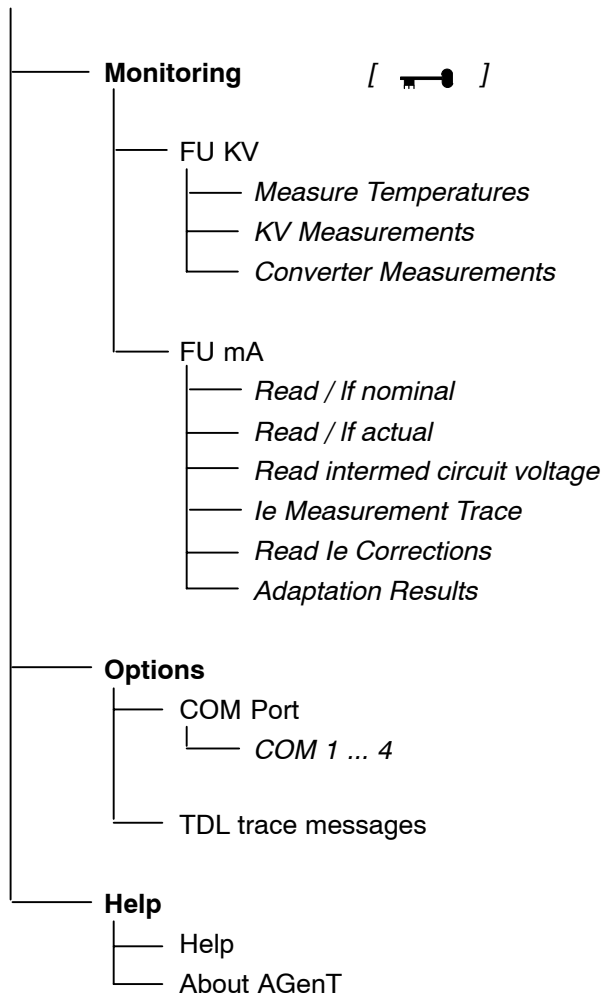 Monitoring [ ]
FU KV
Measure Temperatures
KV Measurements
Converter Measurements
FU mA
Read / If nominal
Read / If actual
Read intermed circuit voltage
Ie Measurement Trace
Read Ie Corrections
Adaptation Results
Options
COM Port
COM 1 ... 4
TDL trace messages
Help
Help
About AGenT